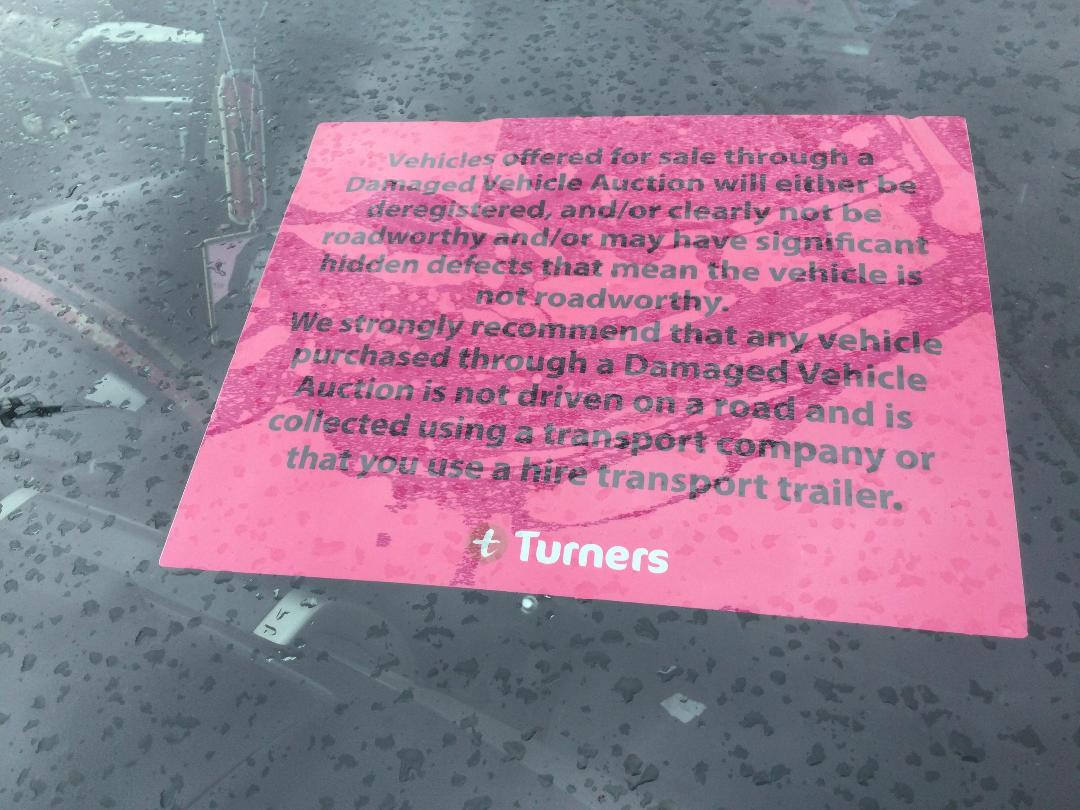 Vehicles offered for sale through a
Damaged Vehicle Auction will either be
deregistered, and/or clearly not be
roadworthy and/or may have significant
hidden defects that mean the vehicle is
not roadworthy.
We strongly recommend that any vehicle
purchased through a Damaged Vehicle
Auction is not driven on a road and is
collected using a transport company or
that you use a hire transport trailer.
t Turners